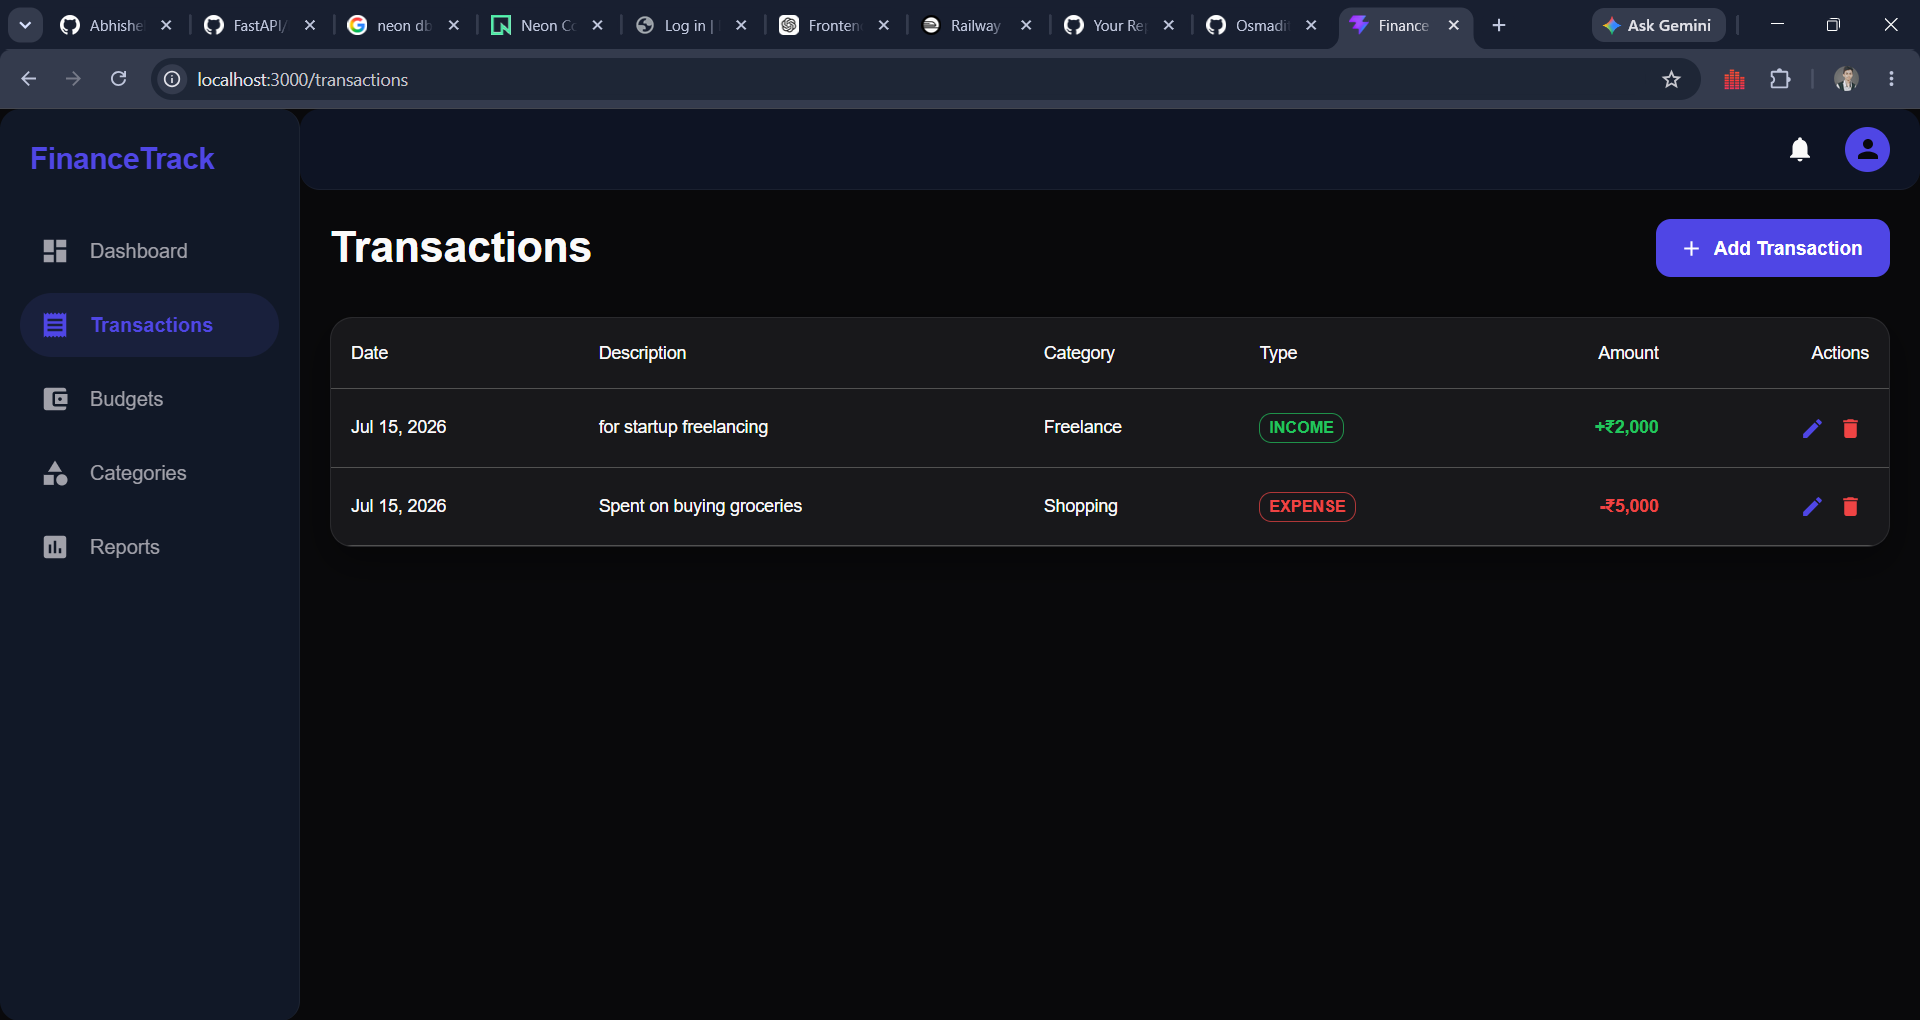 Abhishe
FastAPI/
neon db
Neon Co
Log in |
Fronten
Railway
Your Re
Osmadit
Finance
Ask Gemini
localhost:3000/transactions
FinanceTrack
Dashboard
Transactions
Budgets
Categories
Reports
Transactions
+ Add Transaction
Date Description Category Type Amount Actions
Jul 15, 2026 for startup freelancing Freelance INCOME +₹2,000
Jul 15, 2026 Spent on buying groceries Shopping EXPENSE -₹5,000